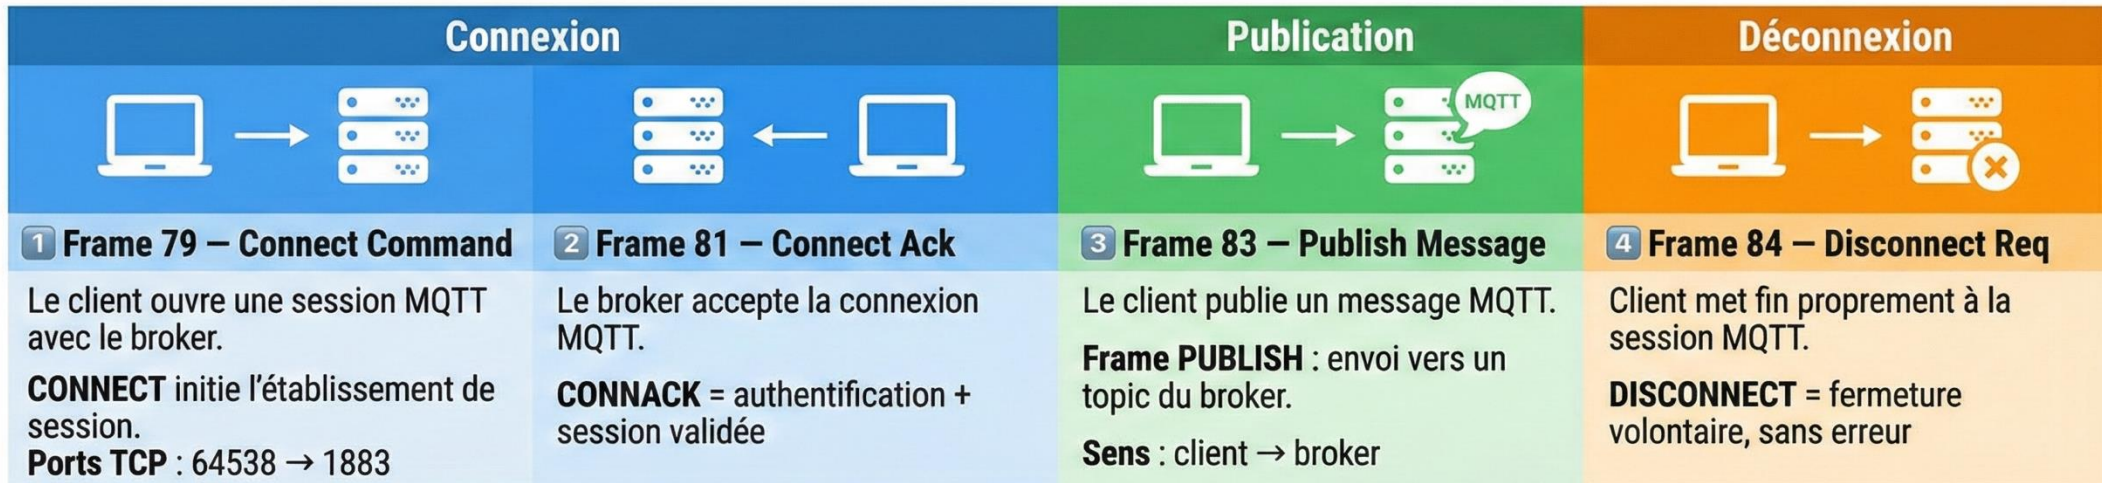 Connexion
Publication
Déconnexion
MQTT
1 Frame 79 – Connect Command
Le client ouvre une session MQTT
avec le broker.
CONNECT initie l'établissement de
session.
Ports TCP : 64538 → 1883
2 Frame 81 – Connect Ack
Le broker accepte la connexion
MQTT.
CONNACK = authentification +
session validée
3 Frame 83 – Publish Message
Le client publie un message MQTT.
Frame PUBLISH : envoi vers un
topic du broker.
Sens : client → broker
4 Frame 84 – Disconnect Req
Client met fin proprement à la
session MQTT.
DISCONNECT = fermeture
volontaire, sans erreur